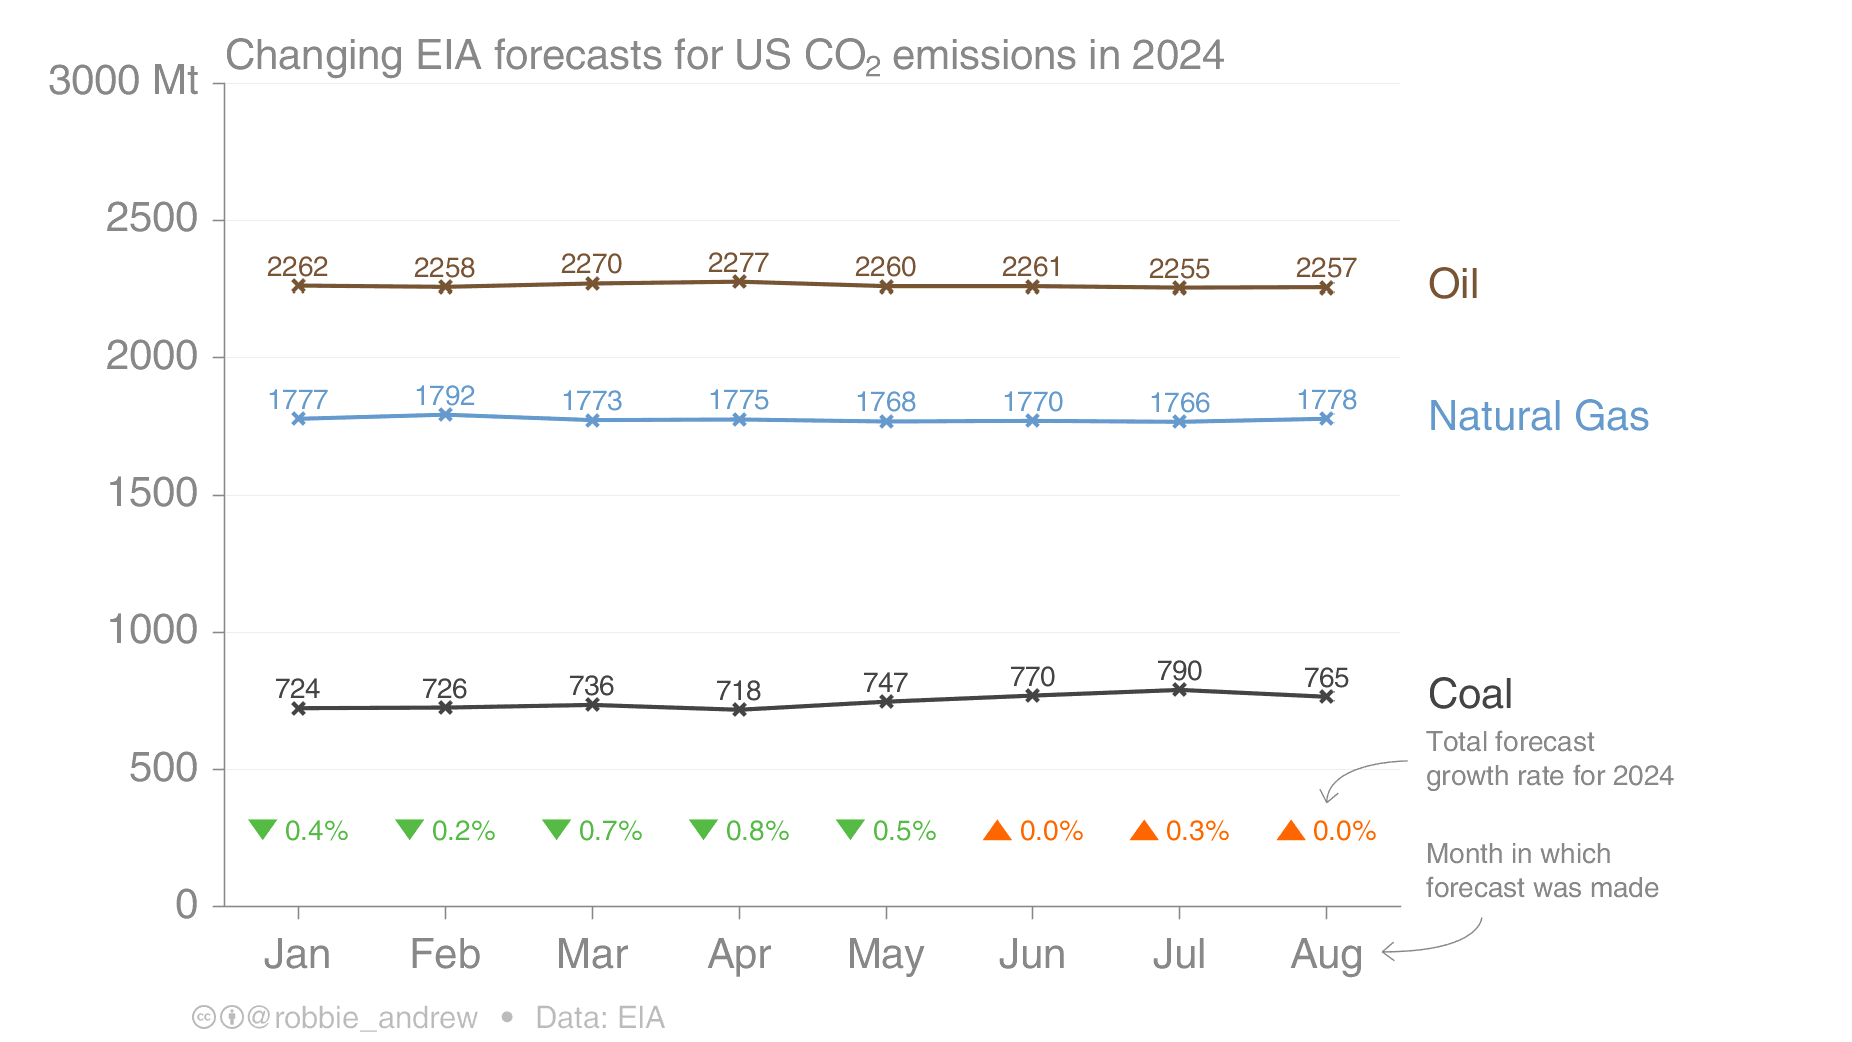 Changing EIA forecasts for US CO₂ emissions in 2024
3000 Mt
2500
2262 2258 2270 2277 2260 2261 2255 2257
Oil
2000
1777 1792 1773 1775 1768 1770 1766 1778
Natural Gas
1500
1000
724 726 736 718 747 770 790 765
Coal
Total forecast
growth rate for 2024
500
▼ 0.4% ▼ 0.2% ▼ 0.7% ▼ 0.8% ▼ 0.5% ▲ 0.0% ▲ 0.3% ▲ 0.0%
Month in which
forecast was made
0
Jan Feb Mar Apr May Jun Jul Aug
@robbie_andrew • Data: EIA